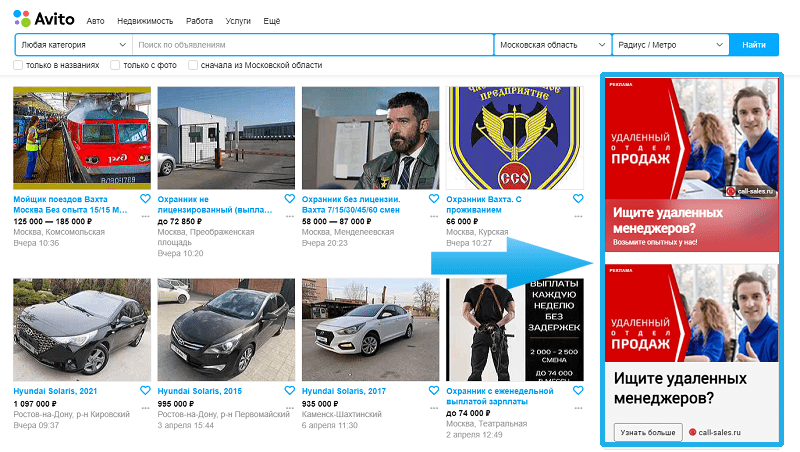 Avito
Авто Недвижимость Работа Услуги Ещё
Любая категория Поиск по объявлениям Московская область Радиус / Метро Найти
только в названиях только с фото сначала из Московской области
ПРЕДПРИЯТИЕ
ССО
Мойщик поездов Вахта
Москва Без опыта 15/15 М...
125 000 — 185 000 ₽
Москва, Комсомольская
Вчера 10:36
Охранник не
лицензированный (выпла...
до 72 850 ₽
Москва, Преображенская
площадь
Вчера 10:20
Охранник без лицензии.
Вахта 7/15/30/45/60 смен
58 000 — 87 000 ₽
Москва, Менделеевская
Вчера 20:23
Охранник Вахта. С
проживанием
66 000 ₽
Москва, Курская
Вчера 10:27
ВЫПЛАТЫ
КАЖДУЮ
НЕДЕЛЮ
БЕЗ
ЗАДЕРЖЕК
2 000 - 2 500
СМЕНА
ДО 74 000
Hyundai Solaris, 2021
1 097 000 ₽
Ростов-на-Дону, р-н Кировский
Вчера 09:37
Hyundai Solaris, 2015
995 000 ₽
Ростов-на-Дону, р-н Первомайский
3 апреля 15:44
Hyundai Solaris, 2017
935 000 ₽
Каменск-Шахтинский
6 апреля 11:30
Охранник с еженедельной
выплатой зарплаты
до 74 000 ₽
Москва, Театральная
2 апреля 12:49
РЕКЛАМА
УДАЛЕННЫЙ
ОТДЕЛ
ПРОДАЖ
call-sales.ru
Ищите удаленных
менеджеров?
Возьмите опытных у нас!
РЕКЛАМА
УДАЛЕННЫЙ
ОТДЕЛ
ПРОДАЖ
Ищите удаленных
менеджеров?
Узнать больше call-sales.ru